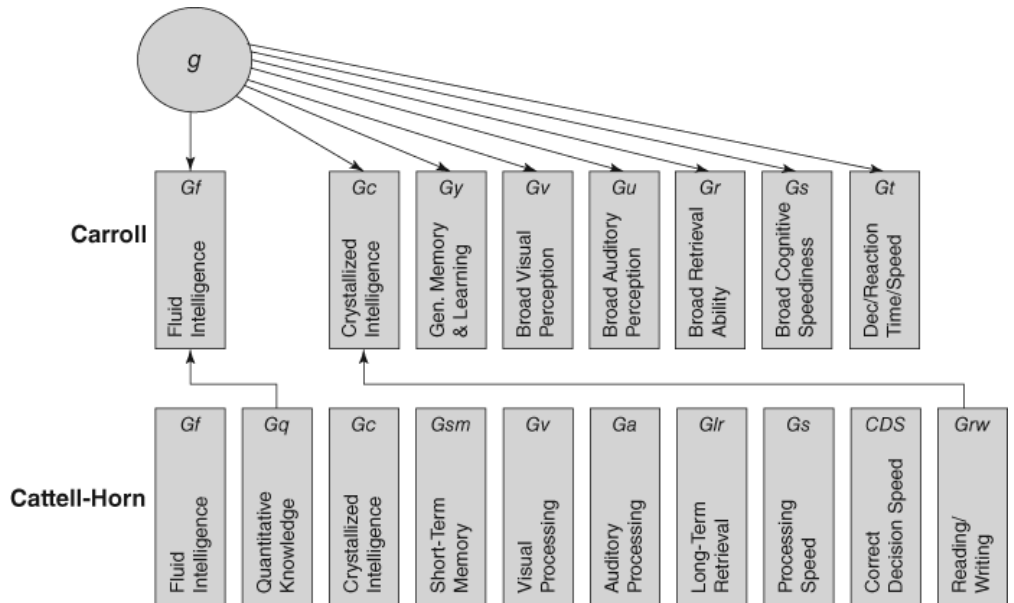 g
Carroll
Gf
Fluid
Intelligence
Gc
Crystallized
Intelligence
Gy
Gen. Memory
& Learning
Gv
Broad Visual
Perception
Gu
Broad Auditory
Perception
Gr
Broad Retrieval
Ability
Gs
Broad Cognitive
Speediness
Gt
Dec/Reaction
Time/Speed
Cattell-Horn
Gf
Fluid
Intelligence
Gq
Quantitative
Knowledge
Gc
Crystallized
Intelligence
Gsm
Short-Term
Memory
Gv
Visual
Processing
Ga
Auditory
Processing
Glr
Long-Term
Retrieval
Gs
Processing
Speed
CDS
Correct
Decision Speed
Grw
Reading/
Writing